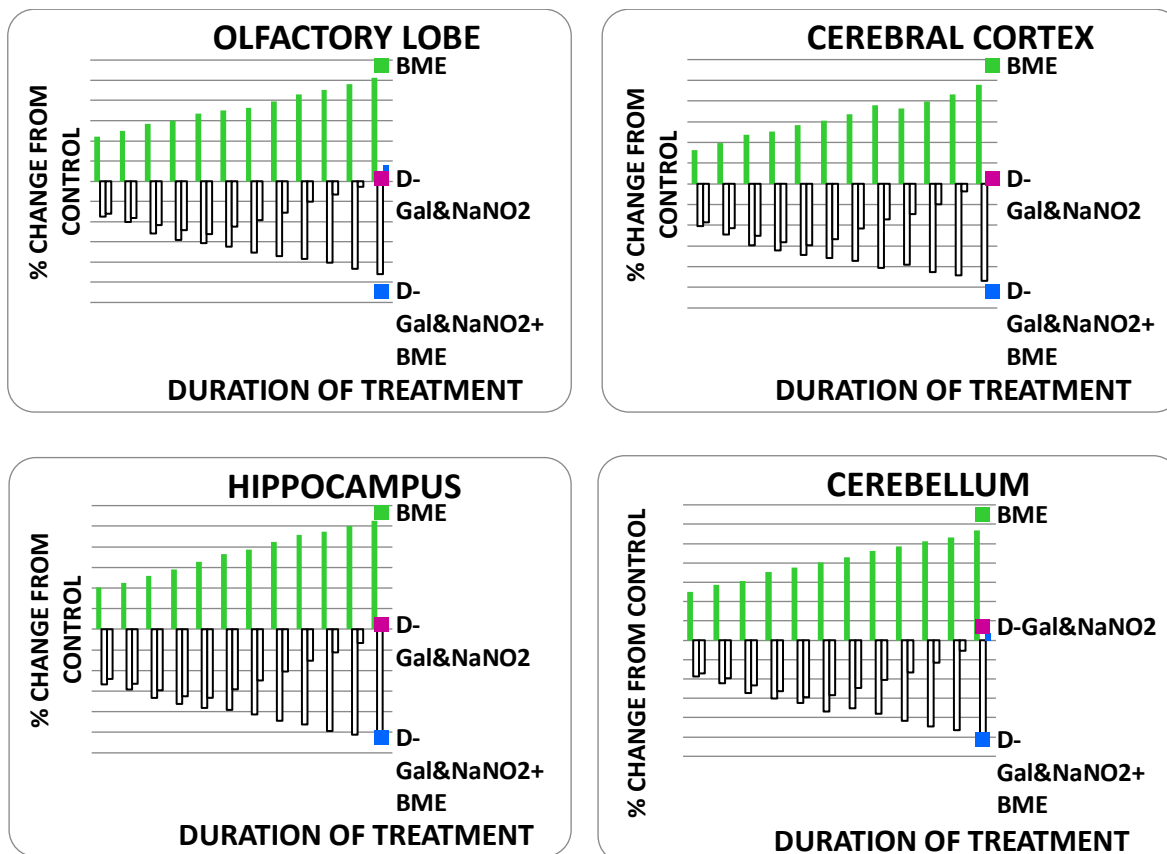 OLFACTORY LOBE
% CHANGE FROM
CONTROL
BME
D-
Gal&NaNO2
D-
Gal&NaNO2+
BME
DURATION OF TREATMENT
CEREBRAL CORTEX
% CHANGE FROM
CONTROL
BME
D-
Gal&NaNO2
D-
Gal&NaNO2+
BME
DURATION OF TREATMENT
HIPPOCAMPUS
% CHANGE FROM
CONTROL
BME
D-
Gal&NaNO2
D-
Gal&NaNO2+
BME
DURATION OF TREATMENT
CEREBELLUM
% CHANGE FROM CONTROL
BME
D-Gal&NaNO2
D-
Gal&NaNO2+
BME
DURATION OF TREATMENT